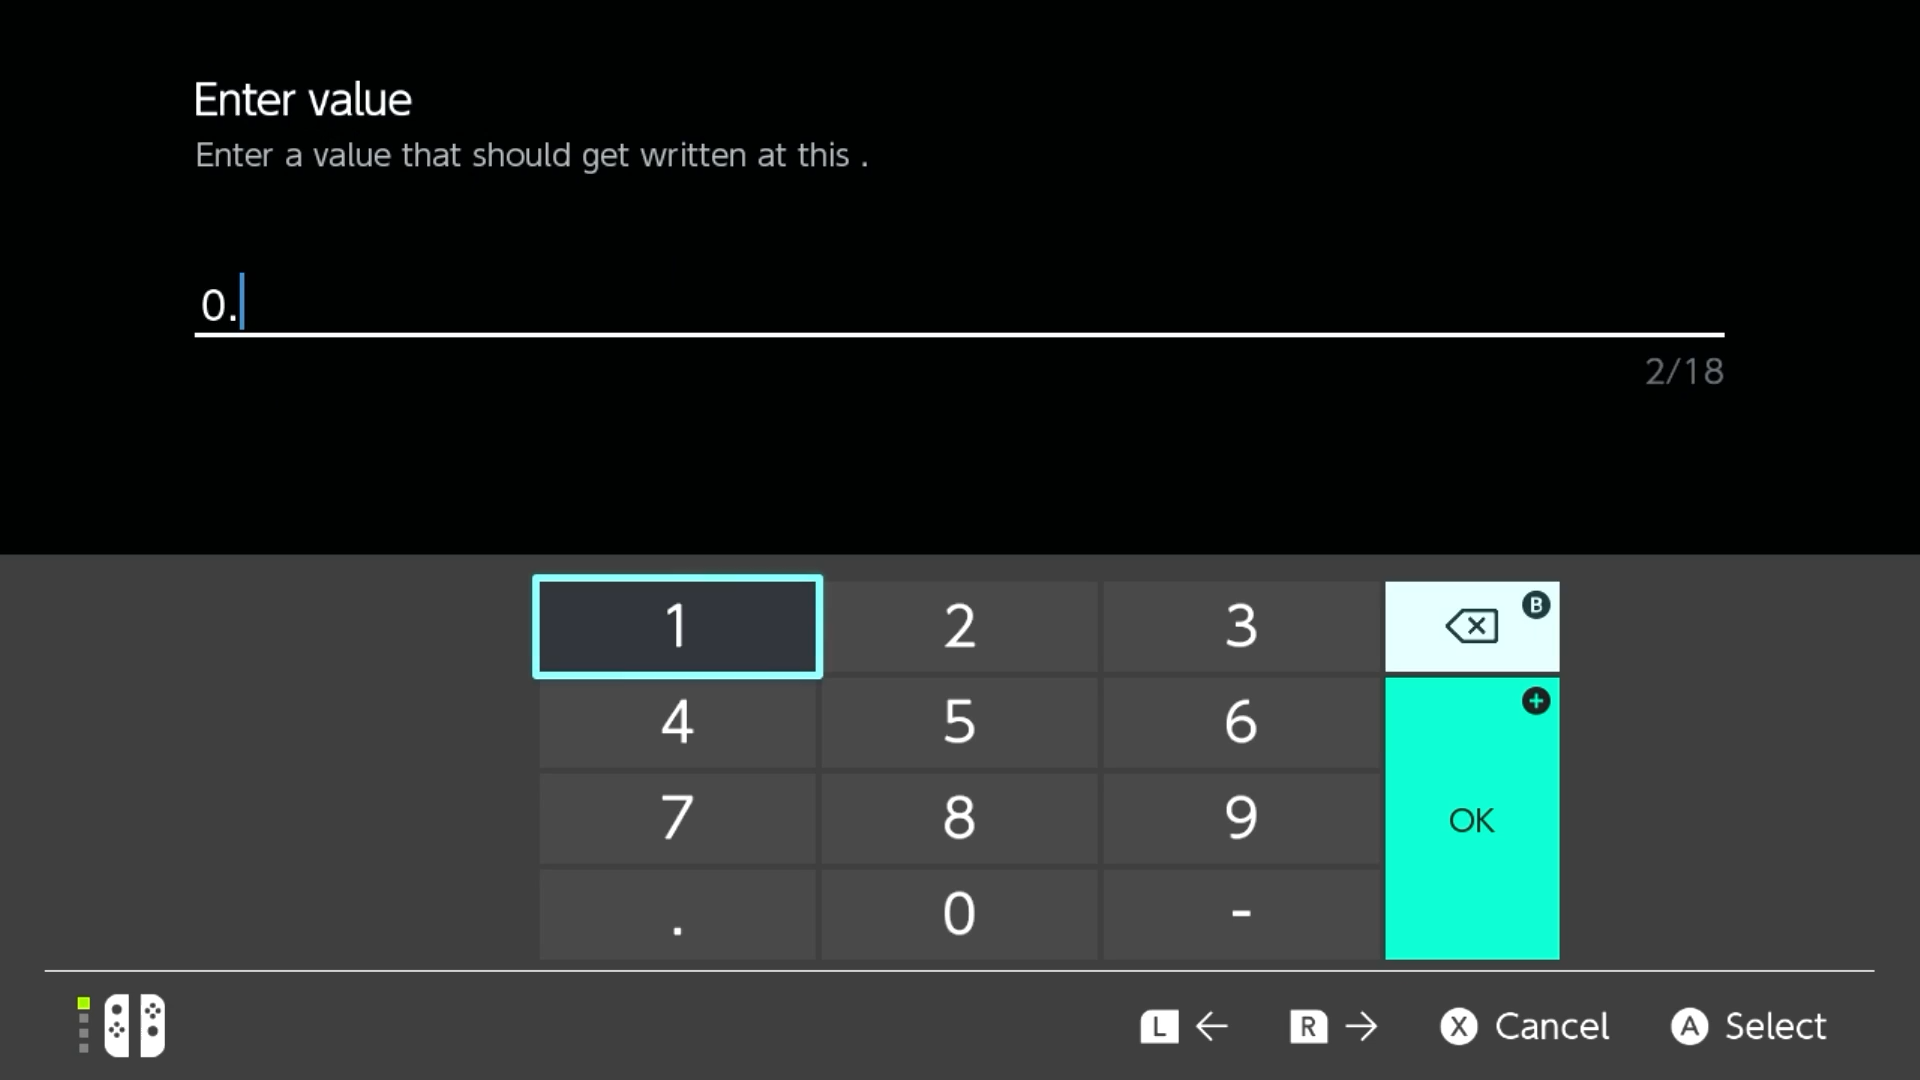 Enter value
Enter a value that should get written at this .
0.
2/18
1 2 3 B
4 5 6 +
7 8 9 OK
. 0 -
L ← R → X Cancel A Select